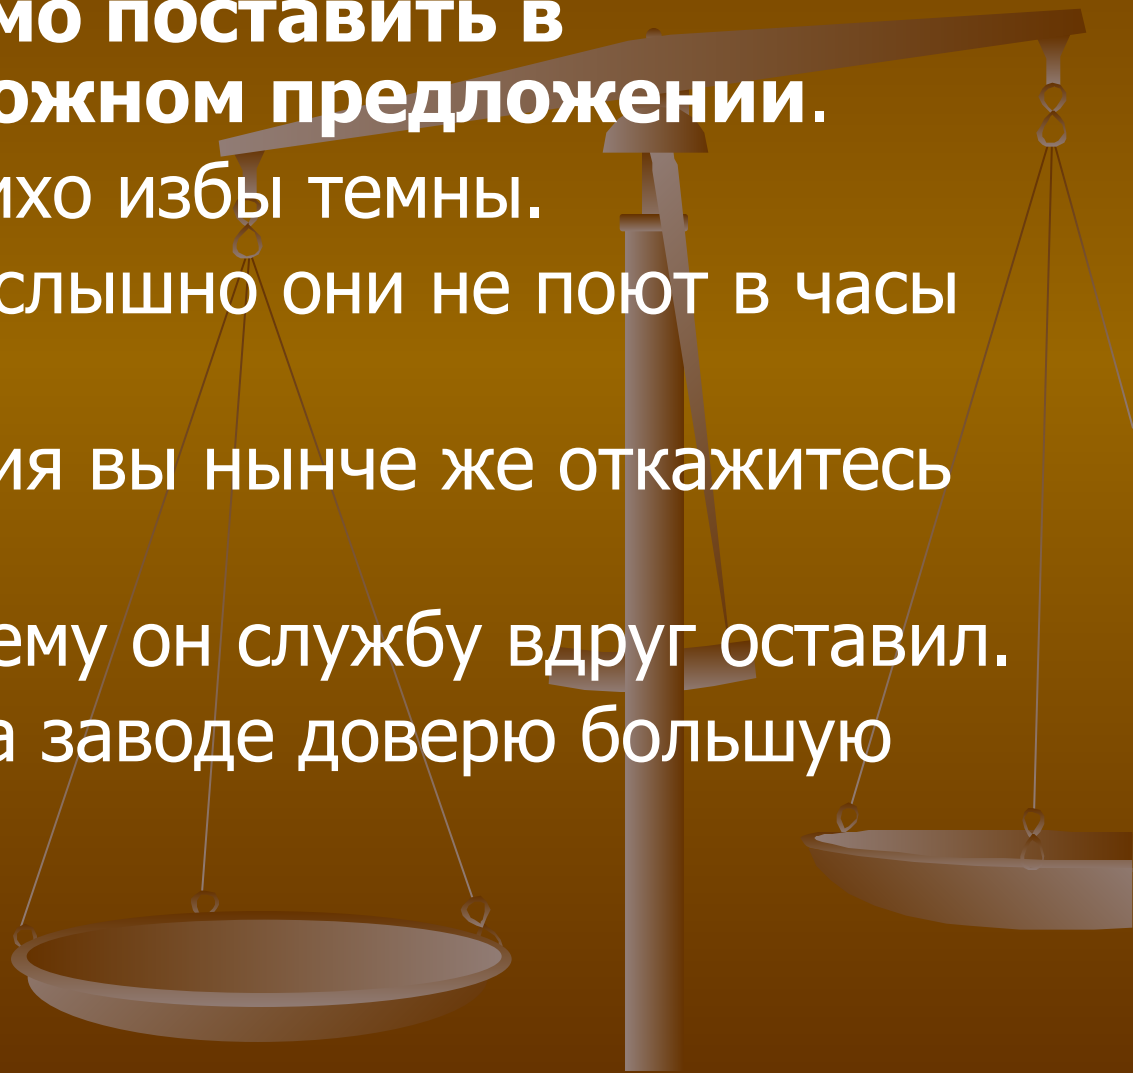 мо поставить в
ожном предложении.
ихо избы темны.
слышно они не поют в часы
ия вы нынче же откажитесь
ему он службу вдруг оставил.
а заводе доверю большую